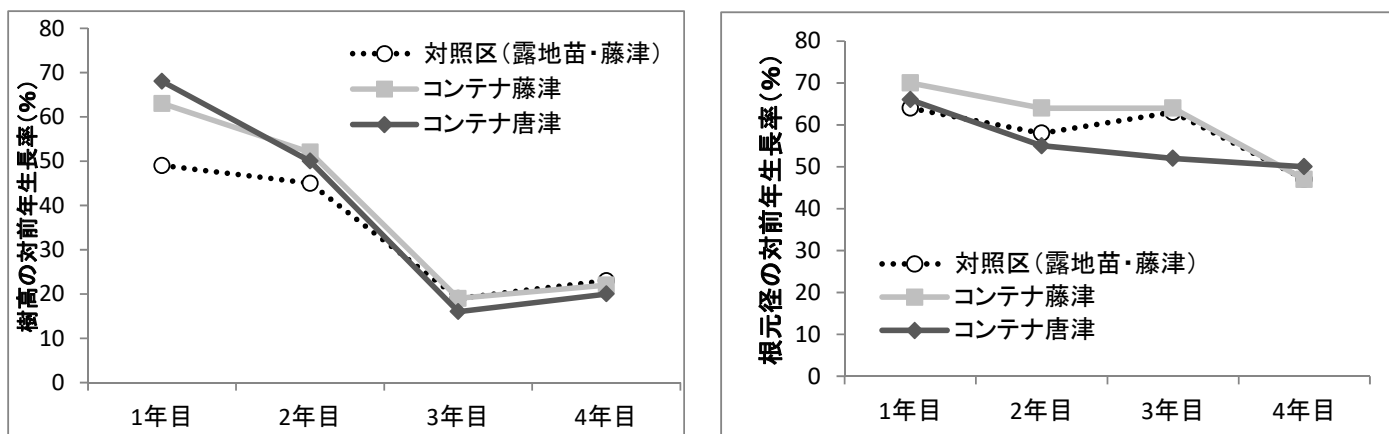 樹高の対前年生長率(%)
80
70
60
50
40
30
20
10
0
対照区(露地苗・藤津)
コンテナ藤津
コンテナ唐津
1年目
2年目
3年目
4年目
根元径の対前年生長率(%)
80
70
60
50
40
30
20
10
0
対照区(露地苗・藤津)
コンテナ藤津
コンテナ唐津
1年目
2年目
3年目
4年目